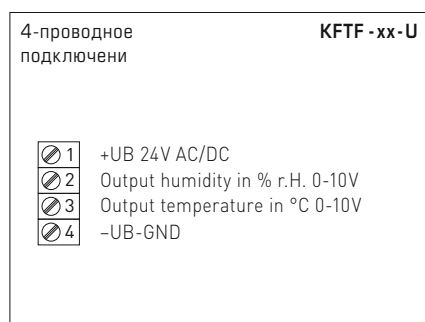 4-проводное
подключени
KFTF - xx - U
1 +UB 24V AC/DC
2 Output humidity in % r.H. 0-10V
3 Output temperature in °C 0-10V
4 –UB-GND